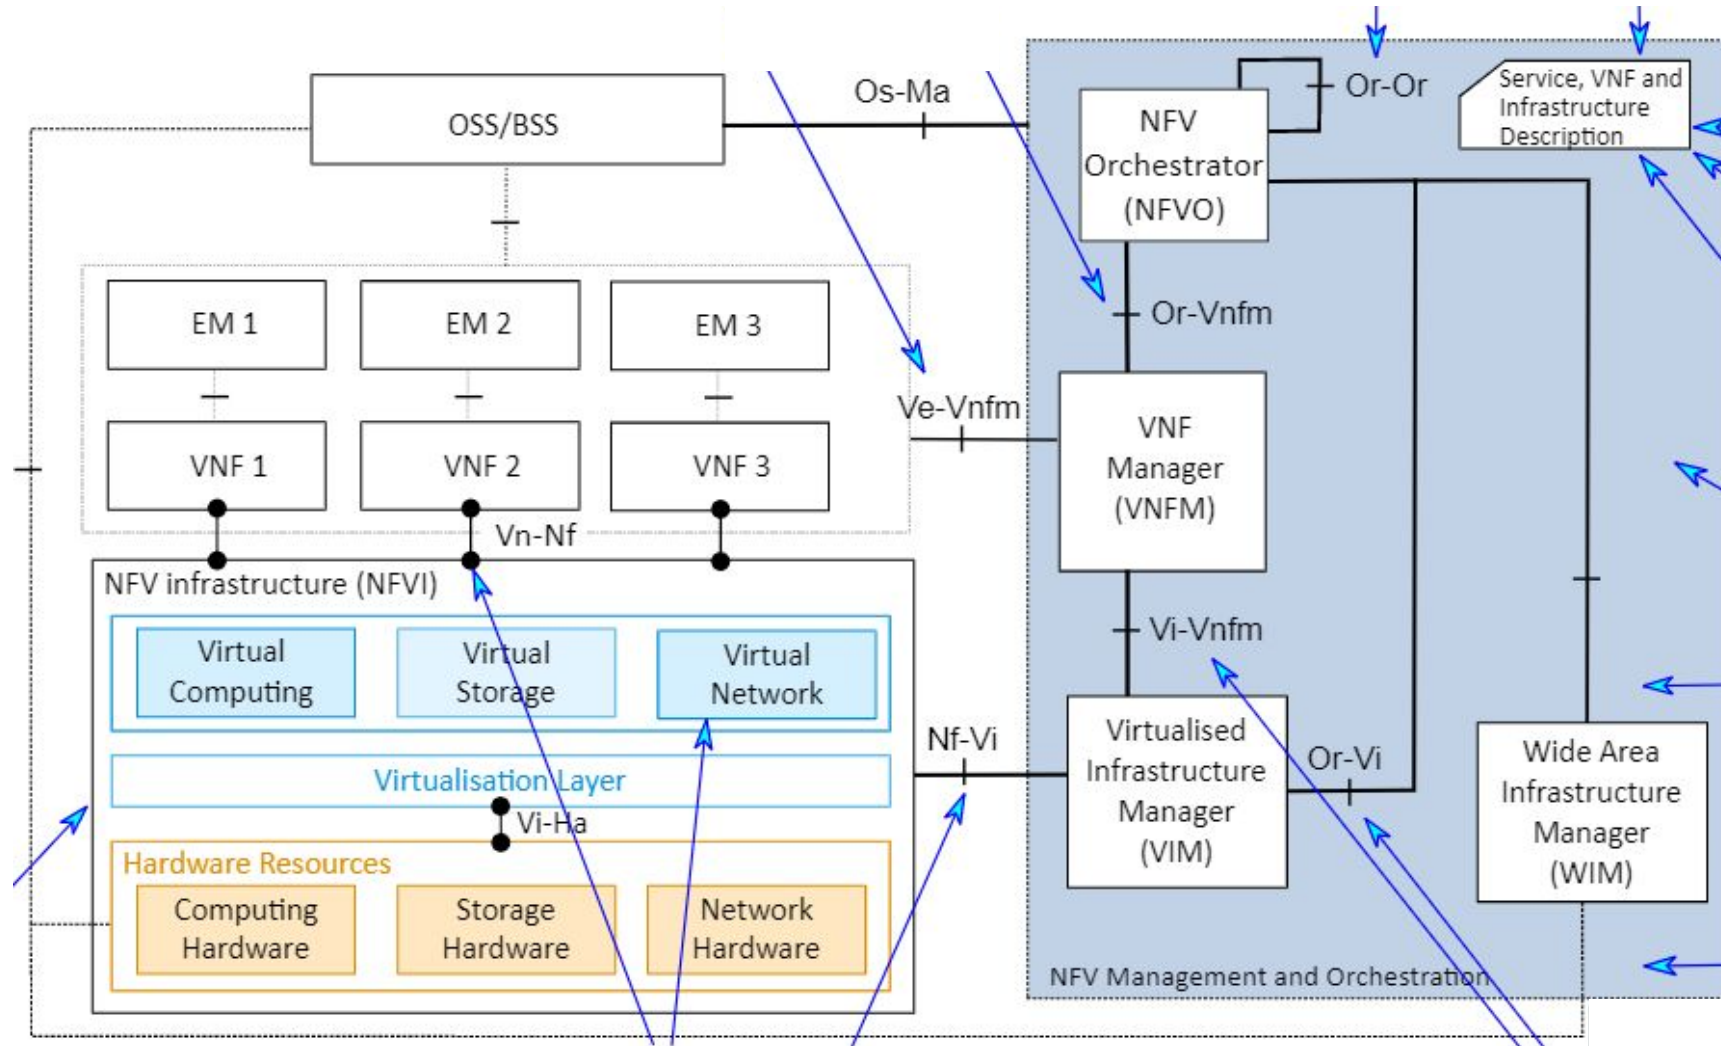 Os-Ma
Or-Or
Service, VNF and
Infrastructure
Description
OSS/BSS
NFV
Orchestrator
(NFVO)
EM 1
EM 2
EM 3
Or-Vnfm
Ve-Vnfm
VNF 1
VNF 2
VNF 3
VNF
Manager
(VNFM)
Vn-Nf
NFV infrastructure (NFVI)
Virtual
Computing
Virtual
Storage
Virtual
Network
Vi-Vnfm
Nf-Vi
Virtualised
Infrastructure
Manager
(VIM)
Or-Vi
Wide Area
Infrastructure
Manager
(WIM)
Virtualisation Layer
Vi-Ha
Hardware Resources
Computing
Hardware
Storage
Hardware
Network
Hardware
NFV Management and Orchestration